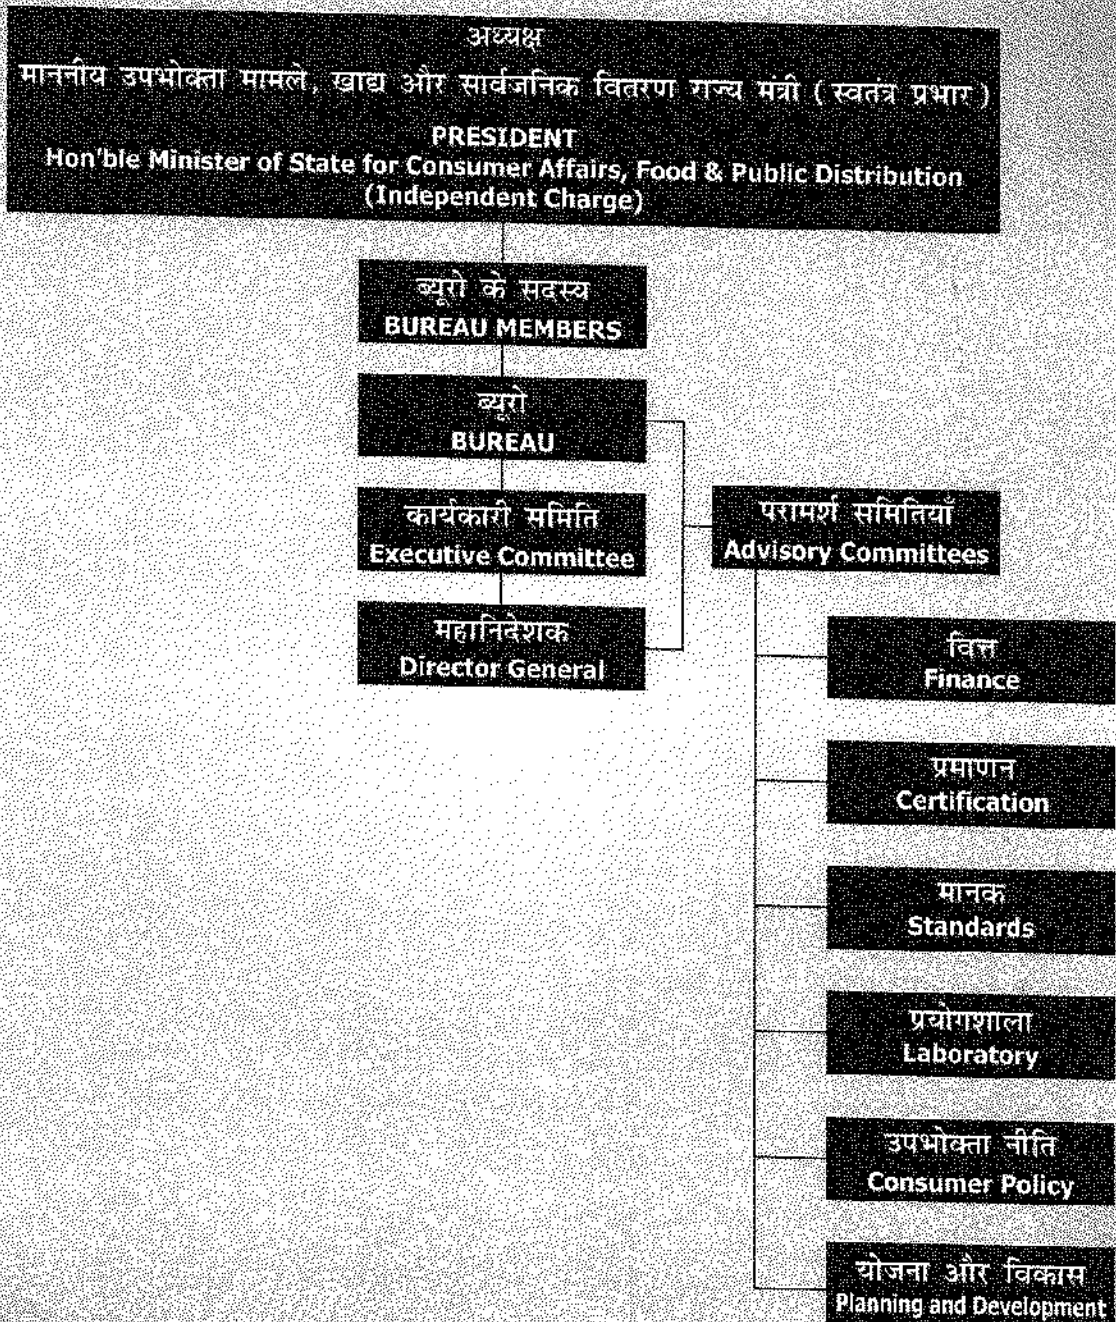 अध्यक्ष
माननीय उपभोक्ता मामले, खाद्य और सार्वजनिक वितरण राज्य मंत्री ( स्वतंत्र प्रभार )
PRESIDENT
Hon'ble Minister of State for Consumer Affairs, Food & Public Distribution
(Independent Charge)
ब्यूरो के सदस्य
BUREAU MEMBERS
ब्यूरो
BUREAU
कार्यकारी समिति
Executive Committee
परामर्श समितियाँ
Advisory Committees
महानिदेशक
Director General
वित्त
Finance
प्रमाणन
Certification
मानक
Standards
प्रयोगशाला
Laboratory
उपभोक्ता नीति
Consumer Policy
योजना और विकास
Planning and Development